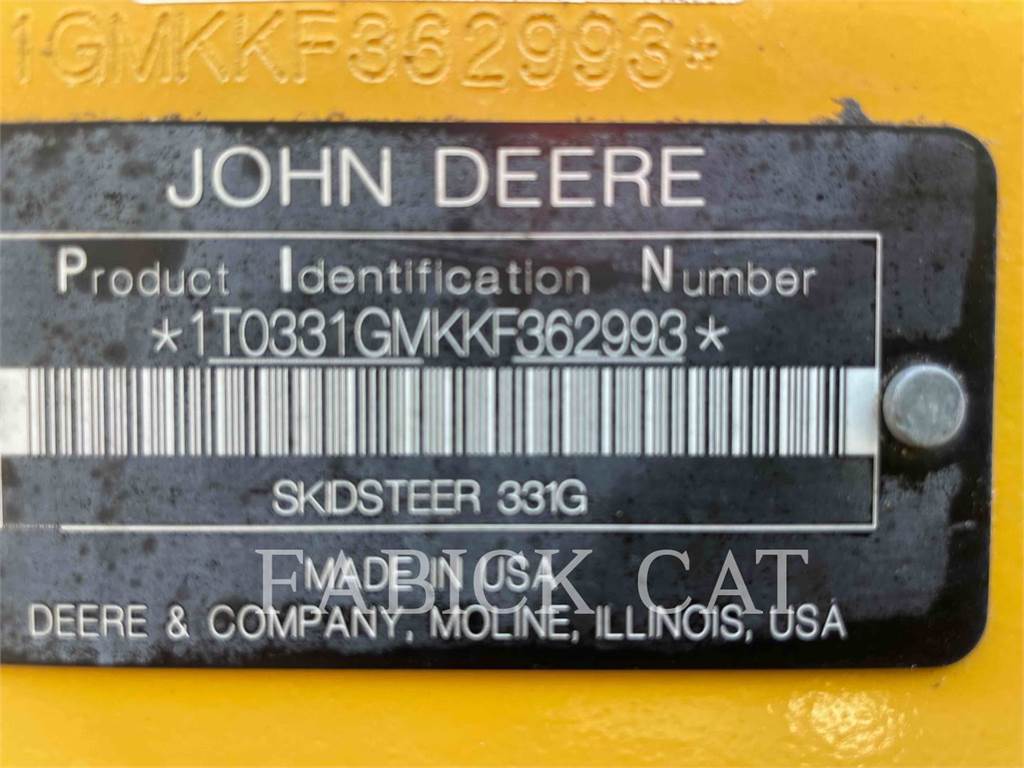 1GMKKF362993*
JOHN DEERE
Product Identification Number
*1T0331GMKKF362993*
SKIDSTEER 331G
MADE IN USA
FABICK CAT
DEERE & COMPANY, MOLINE, ILLINOIS, USA